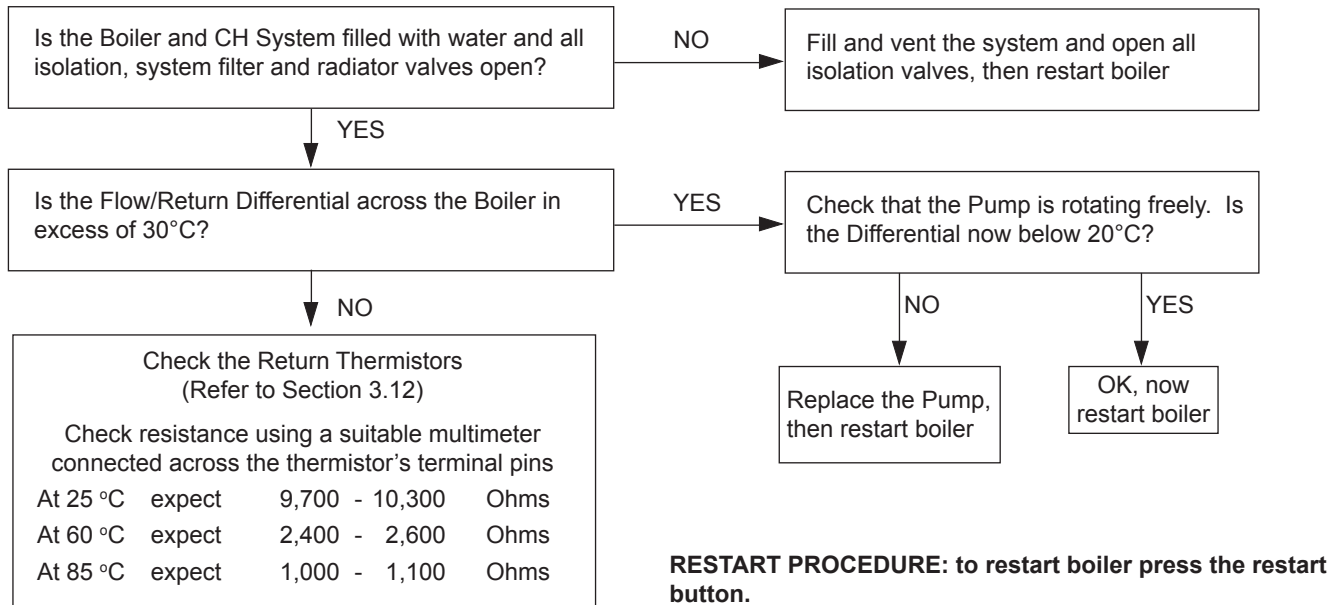 Is the Boiler and CH System filled with water and all
isolation, system filter and radiator valves open?
NO
Fill and vent the system and open all
isolation valves, then restart boiler
YES
Is the Flow/Return Differential across the Boiler in
excess of 30°C?
YES
Check that the Pump is rotating freely.  Is
the Differential now below 20°C?
NO
NO
YES
Check the Return Thermistors
(Refer to Section 3.12)
Check resistance using a suitable multimeter
connected across the thermistor’s terminal pins
At 25 °C expect 9,700 - 10,300 Ohms
At 60 °C expect 2,400 - 2,600 Ohms
At 85 °C expect 1,000 - 1,100 Ohms
Replace the Pump,
then restart boiler
OK, now
restart boiler
RESTART PROCEDURE: to restart boiler press the restart
button.